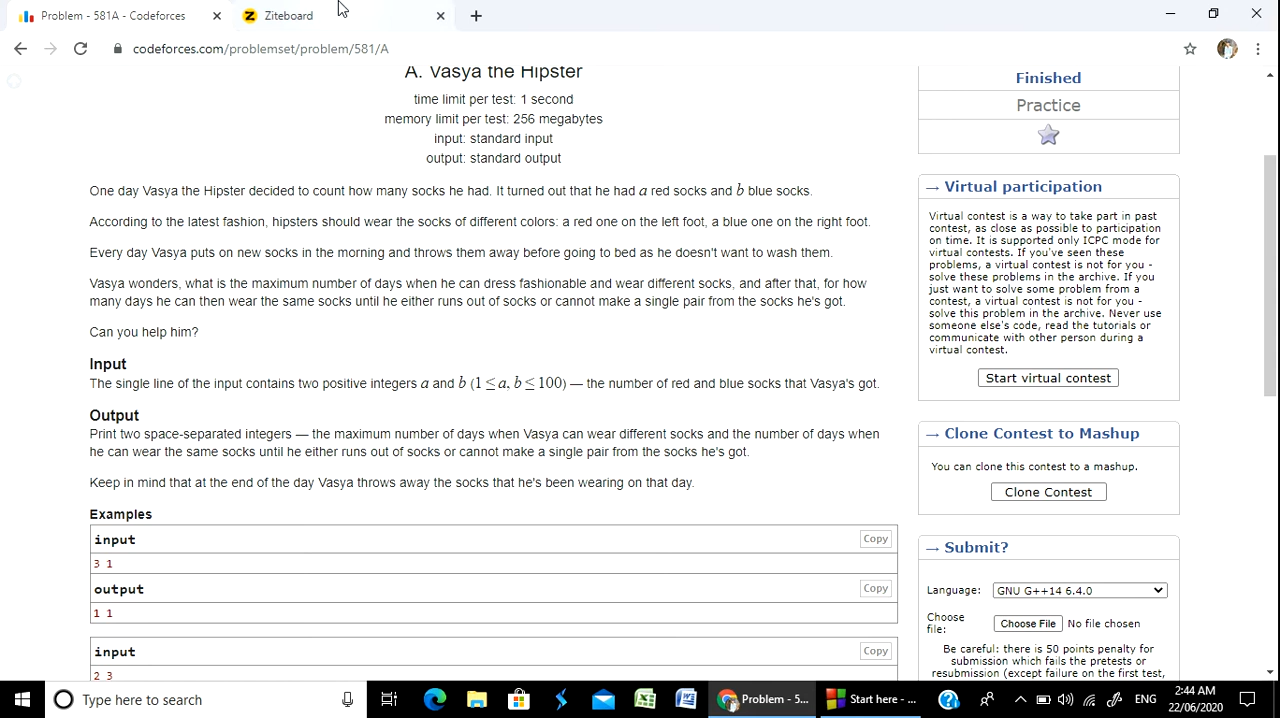 Problem - 581A - Codeforces
Ziteboard
codeforces.com/problemset/problem/581/A
A. Vasya the Hipster
time limit per test: 1 second
memory limit per test: 256 megabytes
input: standard input
output: standard output
One day Vasya the Hipster decided to count how many socks he had. It turned out that he had a red socks and b blue socks.
According to the latest fashion, hipsters should wear the socks of different colors: a red one on the left foot, a blue one on the right foot.
Every day Vasya puts on new socks in the morning and throws them away before going to bed as he doesn't want to wash them.
Vasya wonders, what is the maximum number of days when he can dress fashionable and wear different socks, and after that, for how
many days he can then wear the same socks until he either runs out of socks or cannot make a single pair from the socks he's got.
Can you help him?
Input
The single line of the input contains two positive integers a and b (1 ≤ a, b ≤ 100) — the number of red and blue socks that Vasya's got.
Output
Print two space-separated integers — the maximum number of days when Vasya can wear different socks and the number of days when
he can wear the same socks until he either runs out of socks or cannot make a single pair from the socks he's got.
Keep in mind that at the end of the day Vasya throws away the socks that he's been wearing on that day.
Examples
input
Copy
3 1
output
Copy
1 1
input
Copy
2 3
Finished
Practice
→ Virtual participation
Virtual contest is a way to take part in past
contest, as close as possible to participation
on time. It is supported only ICPC mode for
virtual contests. If you've seen these
problems, a virtual contest is not for you -
solve these problems in the archive. If you
just want to solve some problem from a
contest, a virtual contest is not for you -
solve this problem in the archive. Never use
someone else's code, read the tutorials or
communicate with other person during a
virtual contest.
Start virtual contest
→ Clone Contest to Mashup
You can clone this contest to a mashup.
Clone Contest
→ Submit?
Language: GNU G++14 6.4.0
Choose
file:
Choose File No file chosen
Be careful: there is 50 points penalty for
submission which fails the pretests or
resubmission (except failure on the first test,
Type here to search
Problem - 5...
Start here - ...
ENG
2:44 AM
22/06/2020